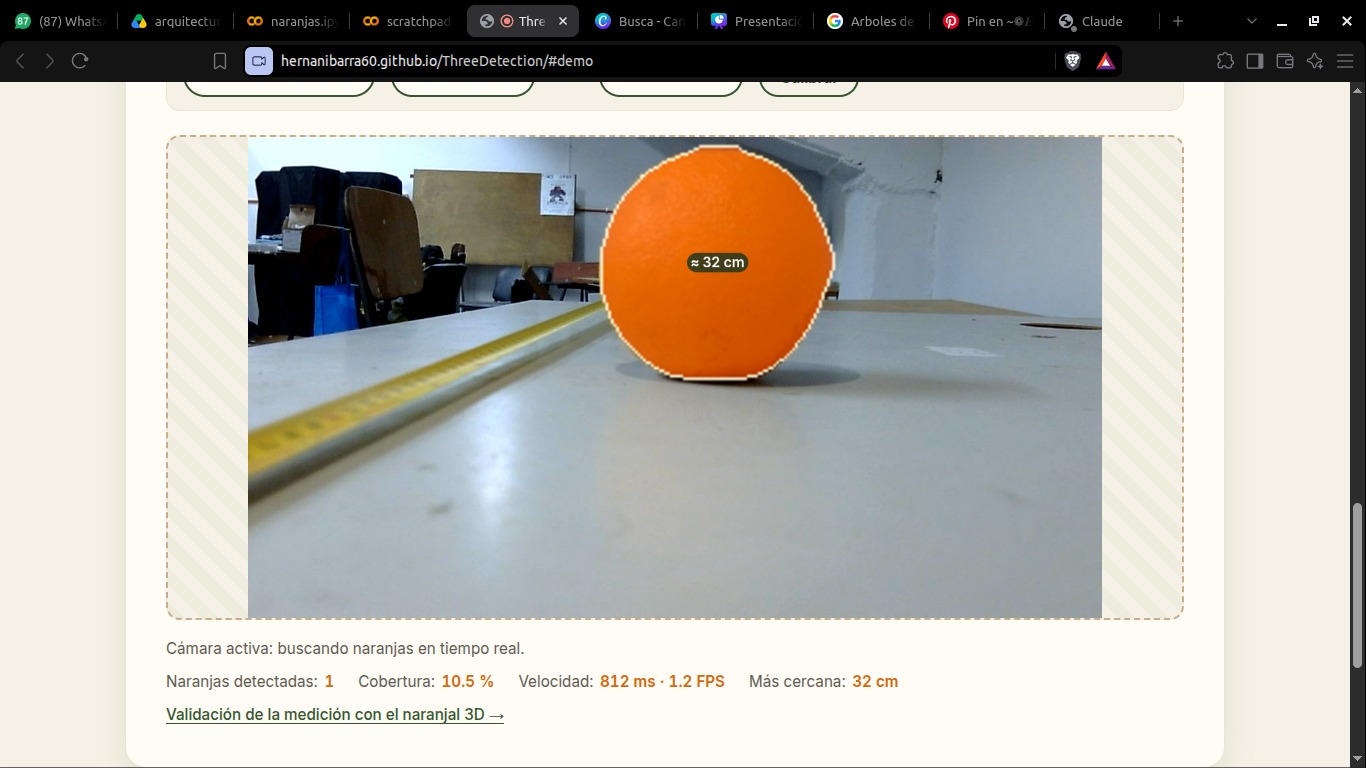 (87) Whats
arquitectur
naranjas.ip
scratchpad
Thre
Busca - Can
Presentació
Arboles de
Pin en ~
Claude
hernanibarra60.github.io/ThreeDetection/#demo
≈ 32 cm
Cámara activa: buscando naranjas en tiempo real.
Naranjas detectadas: 1 Cobertura: 10.5 % Velocidad: 812 ms · 1.2 FPS Más cercana: 32 cm
Validación de la medición con el naranjal 3D →